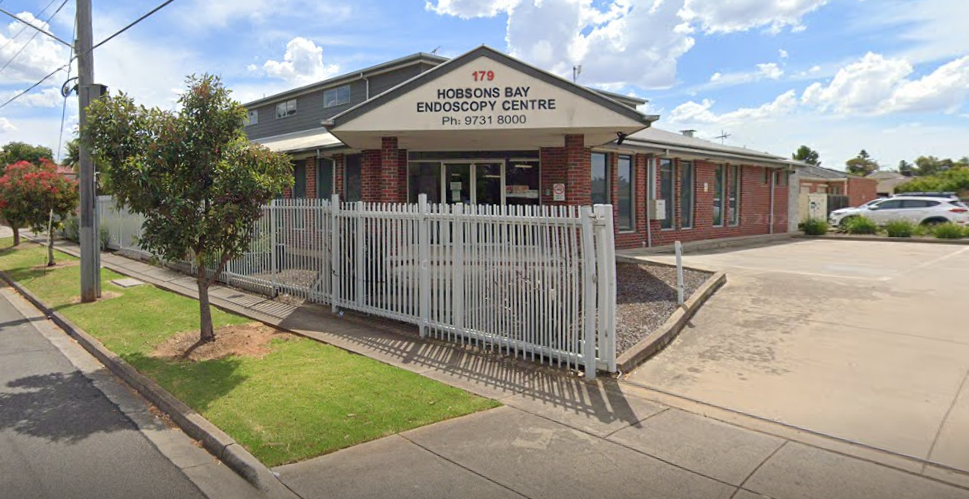 179
HOBSONS BAY
ENDOSCOPY CENTRE
Ph: 9731 8000